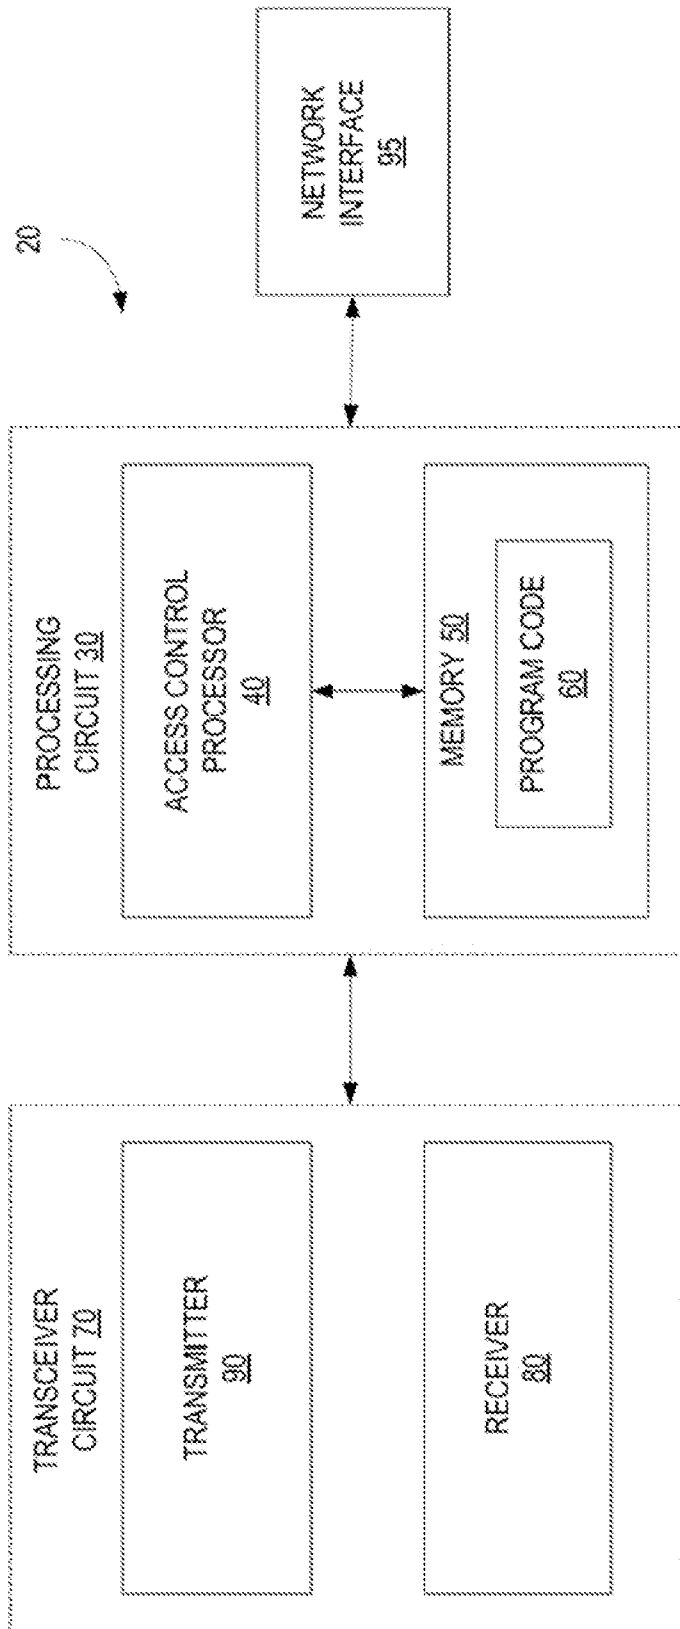 20
TRANSCEIVER
CIRCUIT 70
TRANSMITTER
90
RECEIVER
80
PROCESSING
CIRCUIT 30
ACCESS CONTROL
PROCESSOR
40
MEMORY 50
PROGRAM CODE
60
NETWORK
INTERFACE
95